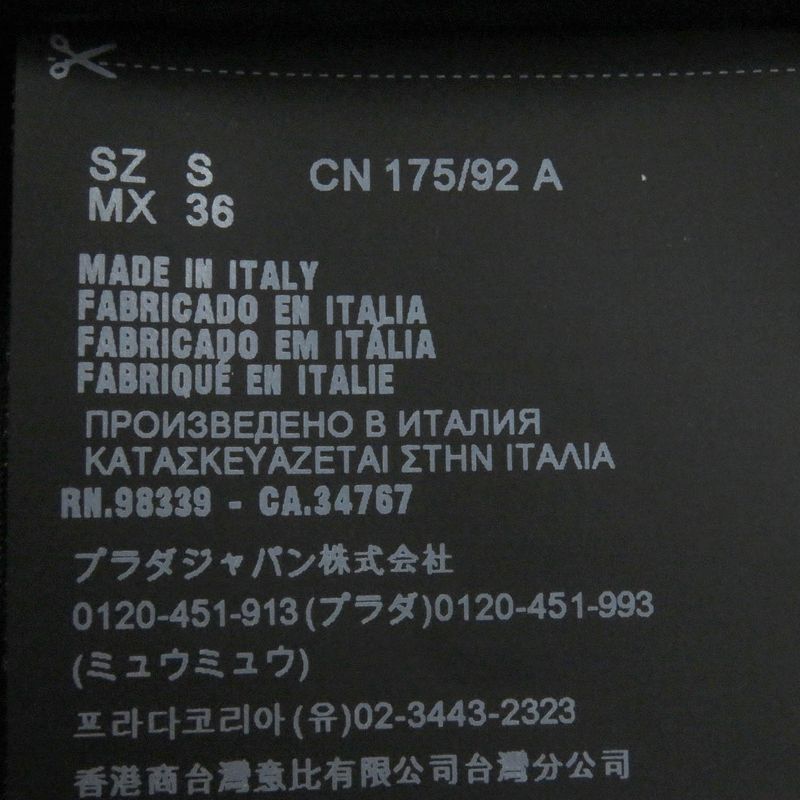 SZ S CN 175/92 A
MX 36
MADE IN ITALY
FABRICADO EN ITALIA
FABRICADO EM ITÁLIA
FABRIQUÉ EN ITALIE
ПРОИЗВЕДЕНО В ИТАЛИЯ
ΚΑΤΑΣΚΕΥΑΖΕΤΑΙ ΣΤΗΝ ΙΤΑΛΙΑ
RN.98339 - CA.34767
プラダジャパン株式会社
0120-451-913(プラダ)0120-451-993
(ミュウミュウ)
프라다코리아(유)02-3443-2323
香港商台灣意比有限公司台灣分公司